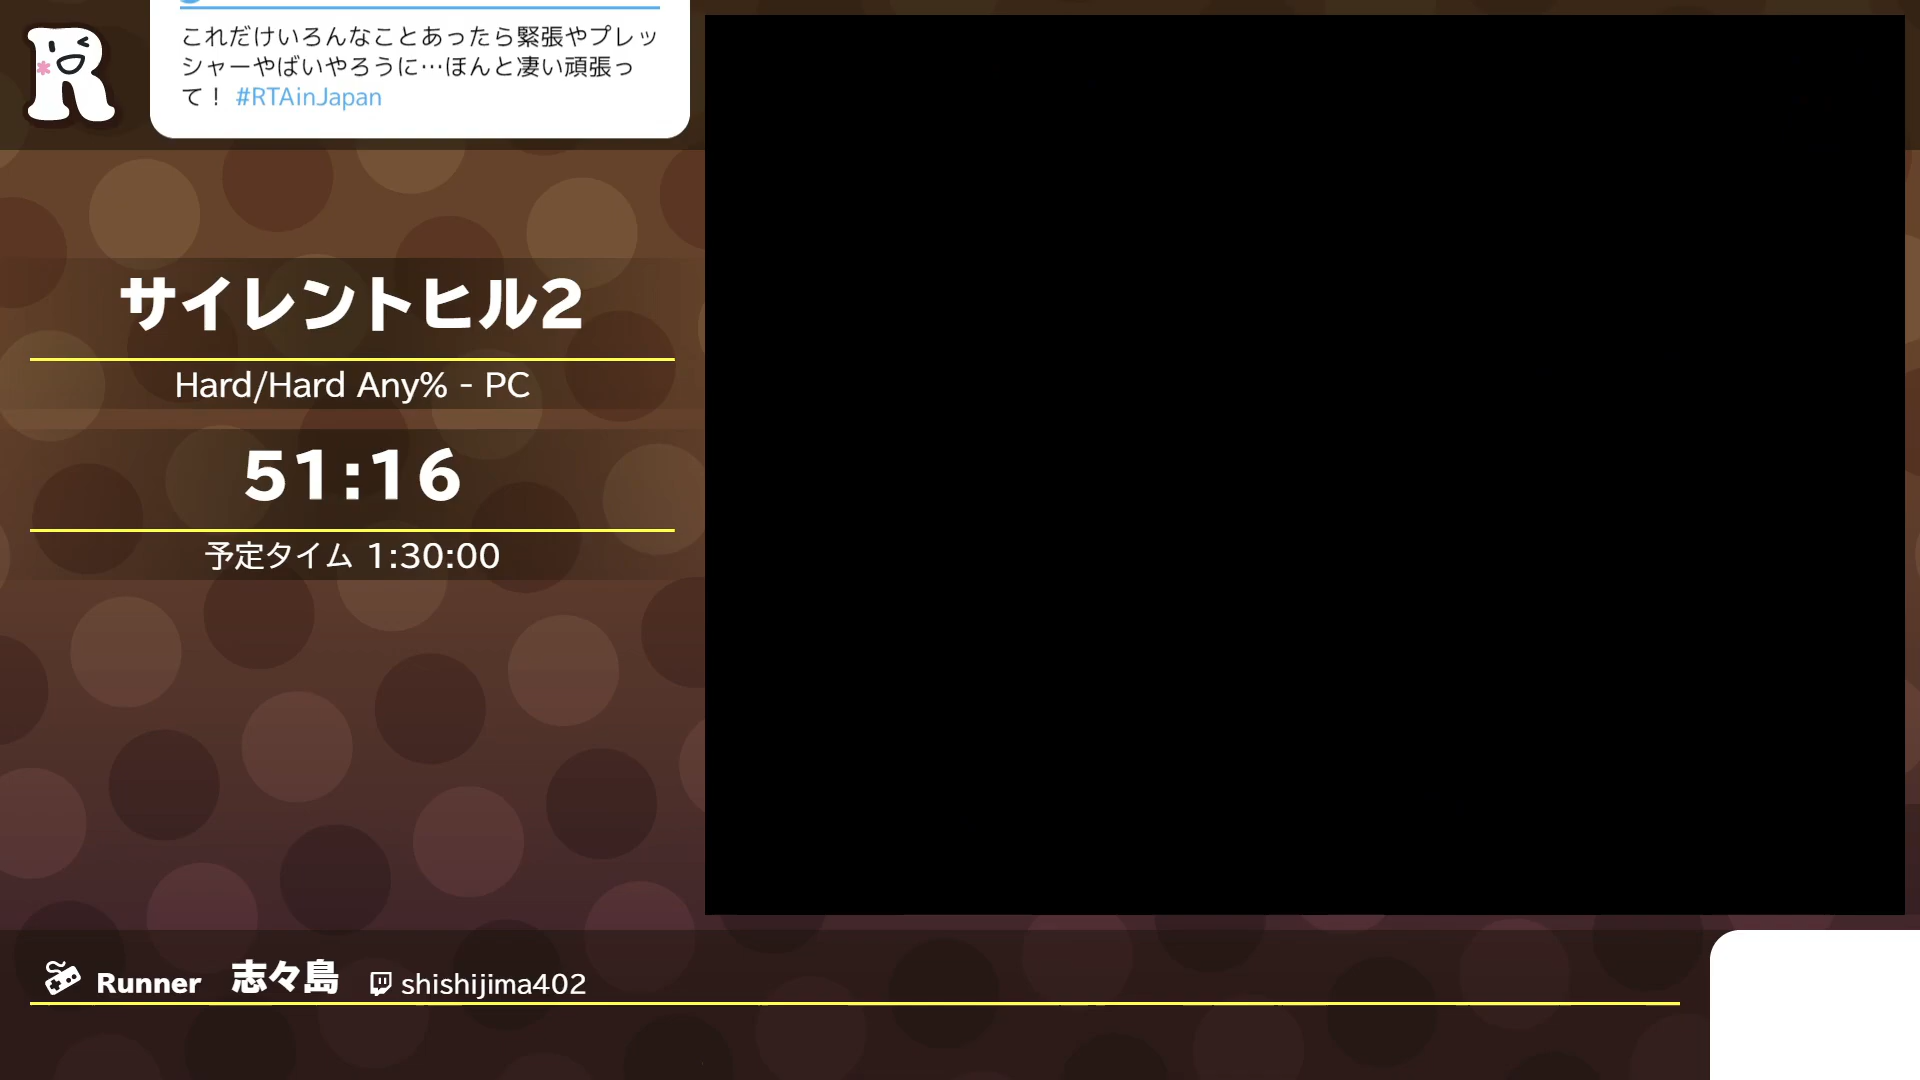 これだけいろんなことあったら緊張やプレッ
シャーやばいやろうに…ほんと凄い頑張っ
て！ #RTAinJapan
サイレントヒル2
Hard/Hard Any% - PC
51:16
予定タイム 1:30:00
Runner 志々島 shishijima402